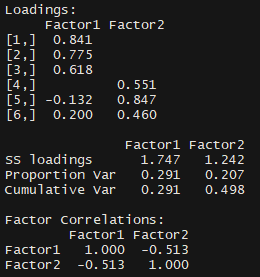 Loadings:
     Factor1 Factor2
[1,]  0.841
[2,]  0.775
[3,]  0.618
[4,]          0.551
[5,] -0.132   0.847
[6,]  0.200   0.460

               Factor1 Factor2
SS loadings      1.747   1.242
Proportion Var   0.291   0.207
Cumulative Var   0.291   0.498

Factor Correlations:
        Factor1 Factor2
Factor1   1.000  -0.513
Factor2  -0.513   1.000